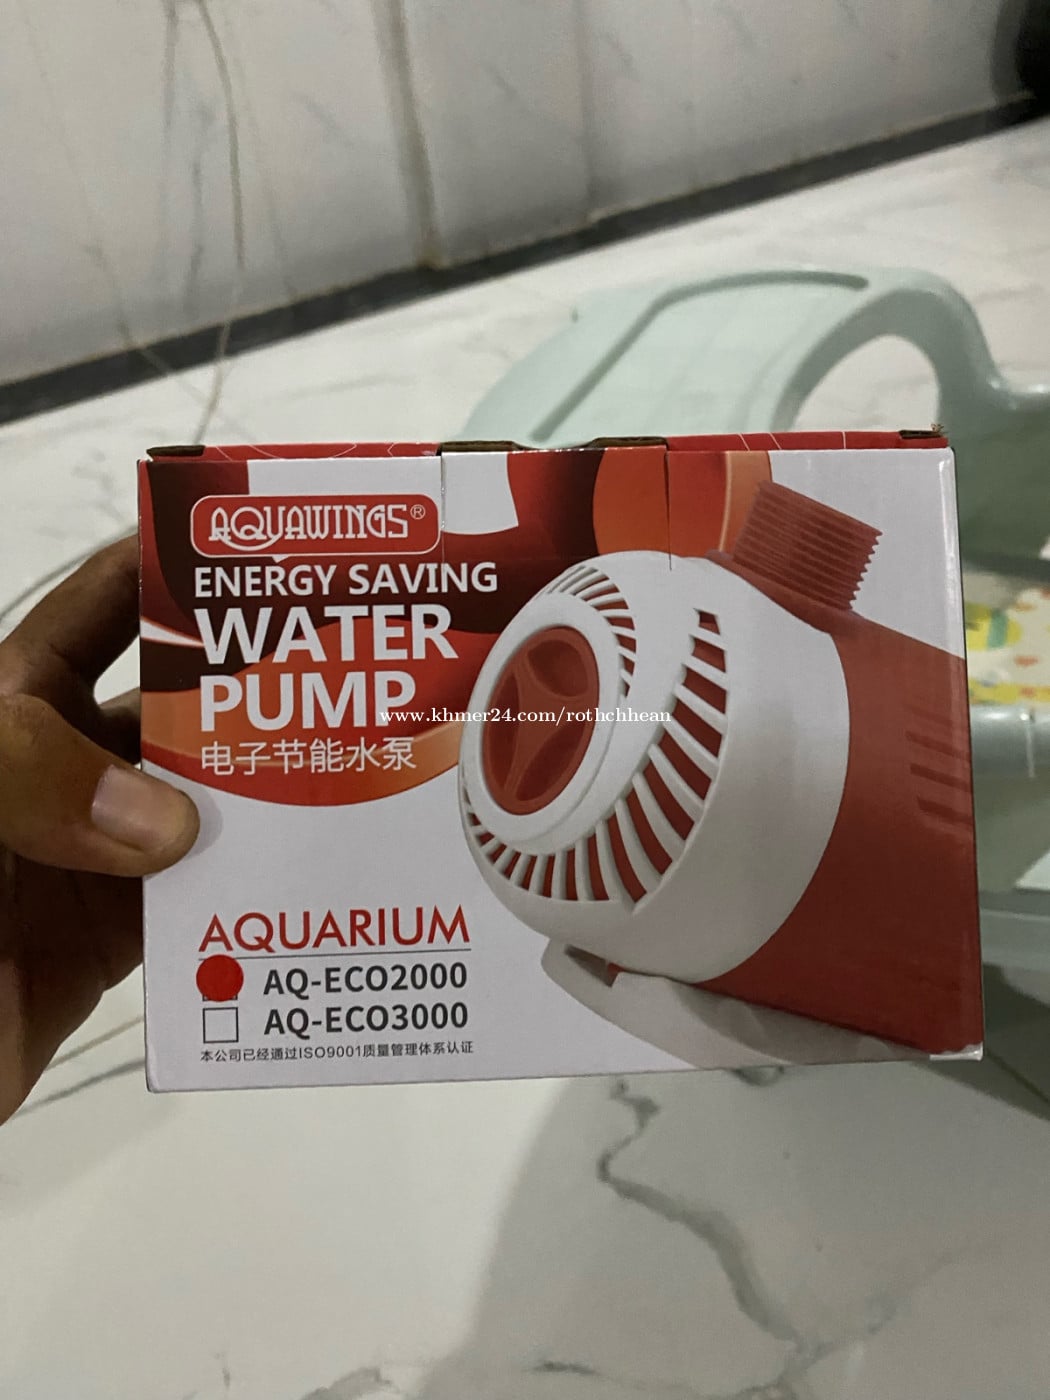 AQUAWINGS®
ENERGY SAVING
WATER
PUMP
电子节能水泵
www.khmer24.com/rothchhean
AQUARIUM
AQ-ECO2000
AQ-ECO3000
本公司已经通过ISO9001质量管理体系认证